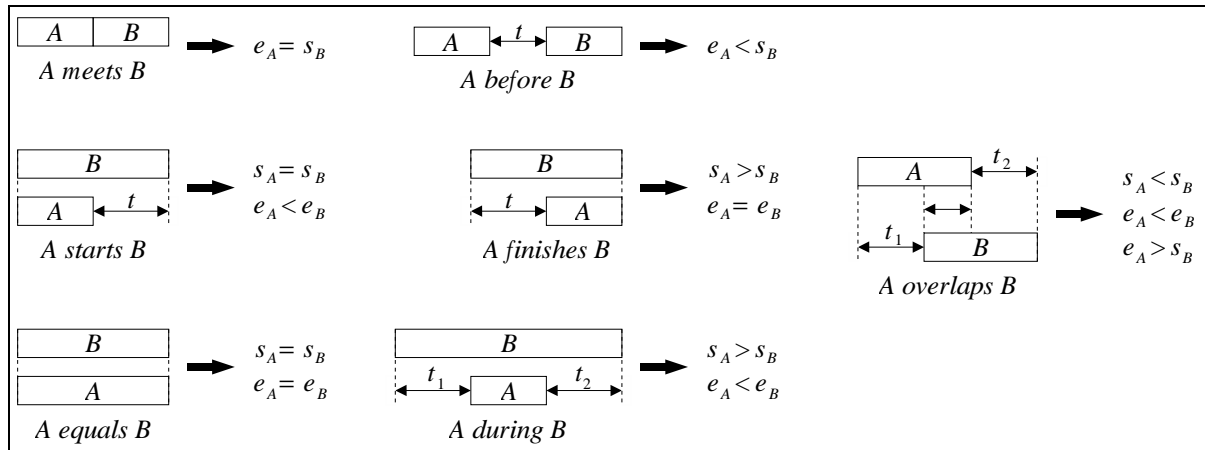 A B
e_A = s_B
A meets B
A t B
e_A < s_B
A before B
B
A t
s_A = s_B
e_A < e_B
A starts B
B
t A
s_A > s_B
e_A = e_B
A finishes B
A t_2
t_1 B
s_A < s_B
e_A < e_B
e_A > s_B
A overlaps B
B
A
s_A = s_B
e_A = e_B
A equals B
B
t_1 A t_2
s_A > s_B
e_A < e_B
A during B